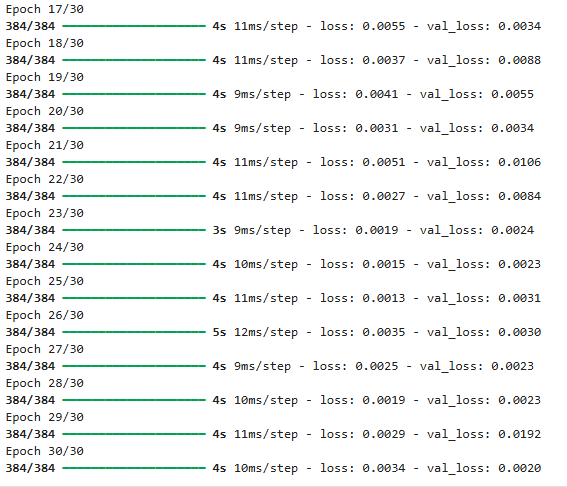 Epoch 17/30
384/384 4s 11ms/step - loss: 0.0055 - val_loss: 0.0034
Epoch 18/30
384/384 4s 11ms/step - loss: 0.0037 - val_loss: 0.0088
Epoch 19/30
384/384 4s 9ms/step - loss: 0.0041 - val_loss: 0.0055
Epoch 20/30
384/384 4s 9ms/step - loss: 0.0031 - val_loss: 0.0034
Epoch 21/30
384/384 4s 11ms/step - loss: 0.0051 - val_loss: 0.0106
Epoch 22/30
384/384 4s 11ms/step - loss: 0.0027 - val_loss: 0.0084
Epoch 23/30
384/384 3s 9ms/step - loss: 0.0019 - val_loss: 0.0024
Epoch 24/30
384/384 4s 10ms/step - loss: 0.0015 - val_loss: 0.0023
Epoch 25/30
384/384 4s 11ms/step - loss: 0.0013 - val_loss: 0.0031
Epoch 26/30
384/384 5s 12ms/step - loss: 0.0035 - val_loss: 0.0030
Epoch 27/30
384/384 4s 9ms/step - loss: 0.0025 - val_loss: 0.0023
Epoch 28/30
384/384 4s 10ms/step - loss: 0.0019 - val_loss: 0.0023
Epoch 29/30
384/384 4s 11ms/step - loss: 0.0029 - val_loss: 0.0192
Epoch 30/30
384/384 4s 10ms/step - loss: 0.0034 - val_loss: 0.0020